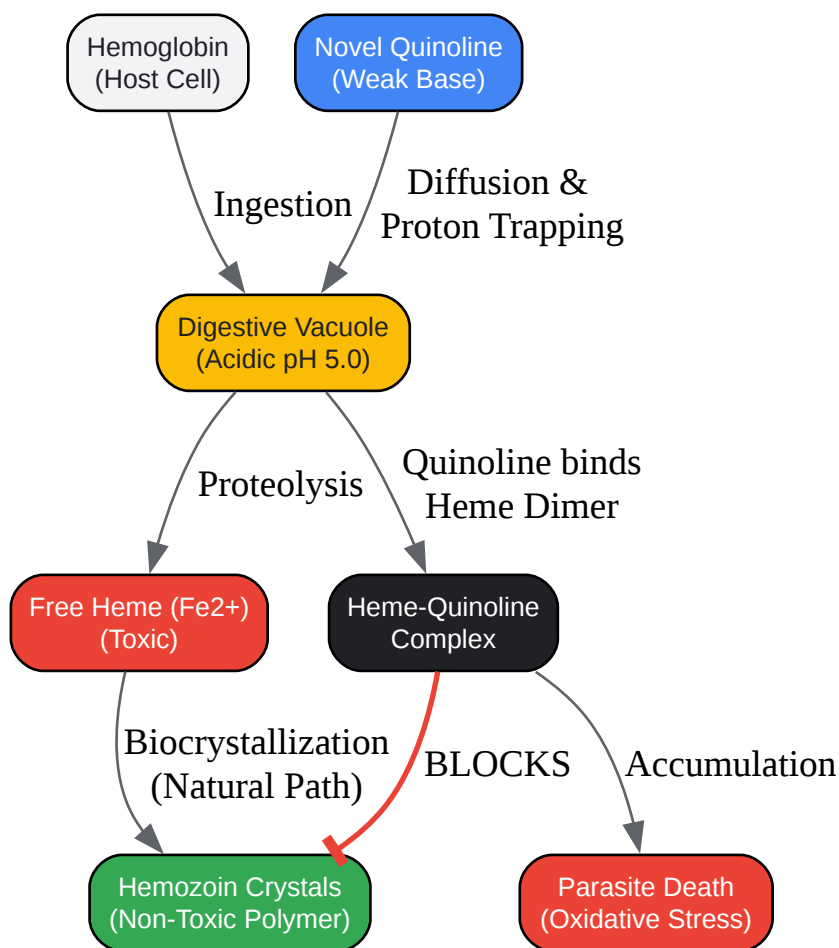 Hemoglobin
(Host Cell)
Novel Quinoline
(Weak Base)
Ingestion
Diffusion &
Proton Trapping
Digestive Vacuole
(Acidic pH 5.0)
Proteolysis
Quinoline binds
Heme Dimer
Free Heme (Fe2+)
(Toxic)
Heme-Quinoline
Complex
Biocrystallization
(Natural Path)
BLOCKS
Accumulation
Hemozoin Crystals
(Non-Toxic Polymer)
Parasite Death
(Oxidative Stress)